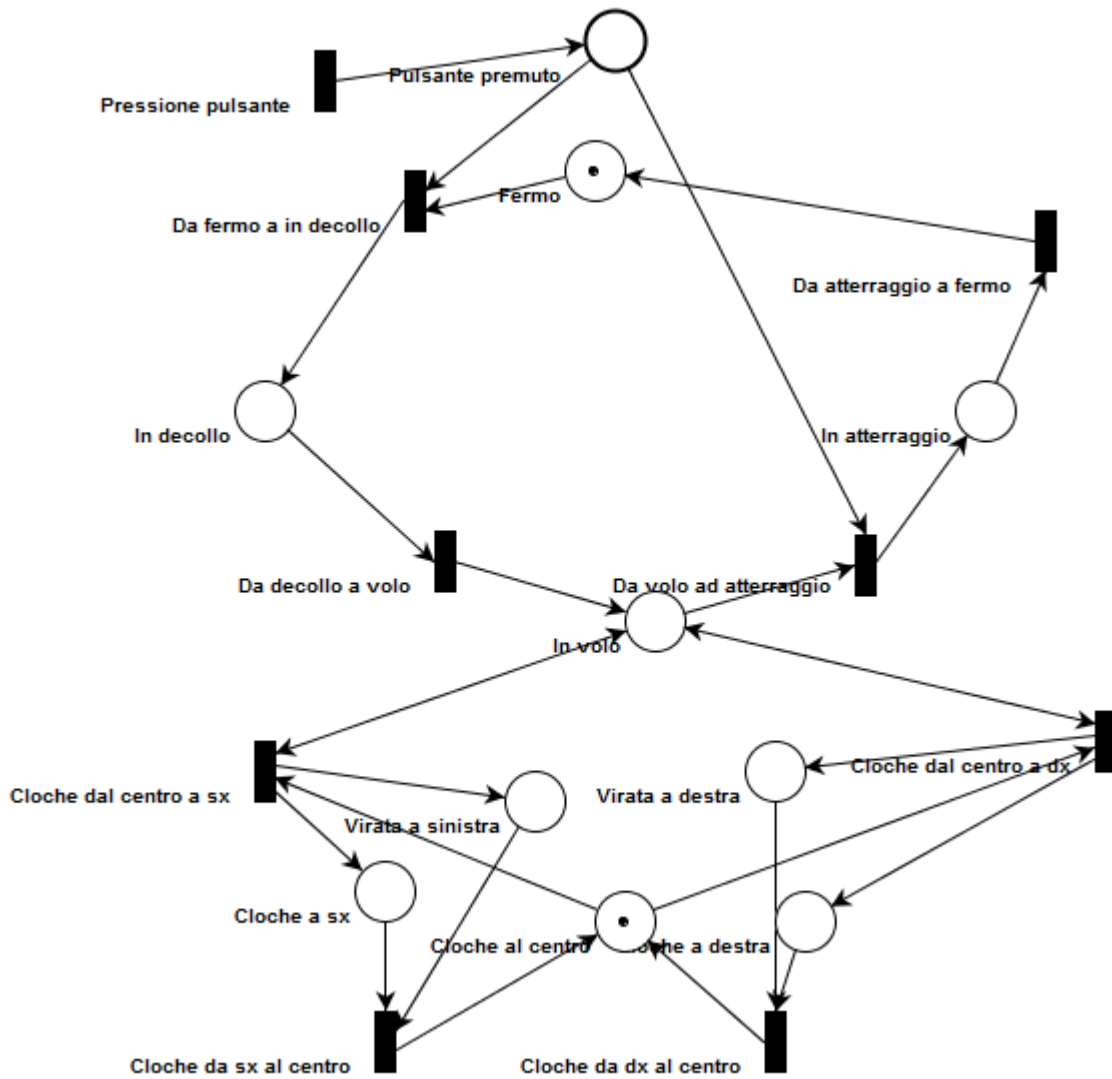 Pulsante premuto
Pressione pulsante
Fermo
Da fermo a in decollo
Da atterraggio a fermo
In decollo
In atterraggio
Da decollo a volo
Da volo ad atterraggio
In volo
Cloche dal centro a dx
Cloche dal centro a sx
Virata a destra
Virata a sinistra
Cloche a sx
Cloche al centro
Cloche a destra
Cloche da sx al centro
Cloche da dx al centro